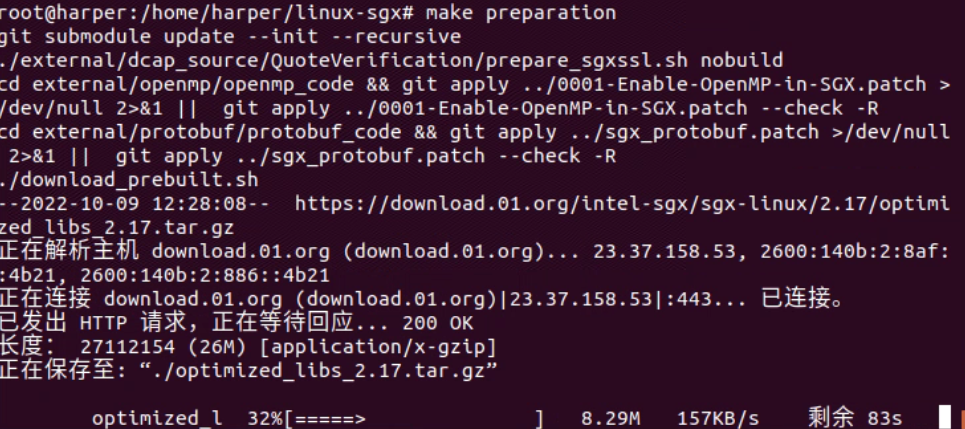 root@harper:/home/harper/linux-sgx# make preparation
git submodule update --init --recursive
./external/dcap_source/QuoteVerification/prepare_sgxssl.sh nobuild
cd external/openmp/openmp_code && git apply ../0001-Enable-OpenMP-in-SGX.patch >
/dev/null 2>&1 ||  git apply ../0001-Enable-OpenMP-in-SGX.patch --check -R
cd external/protobuf/protobuf_code && git apply ../sgx_protobuf.patch >/dev/null
 2>&1 ||  git apply ../sgx_protobuf.patch --check -R
./download_prebuilt.sh
--2022-10-09 12:28:08--  https://download.01.org/intel-sgx/sgx-linux/2.17/optimi
zed_libs_2.17.tar.gz
正在解析主机 download.01.org (download.01.org)... 23.37.158.53, 2600:140b:2:8af:
:4b21, 2600:140b:2:886::4b21
正在连接 download.01.org (download.01.org)|23.37.158.53|:443... 已连接。
已发出 HTTP 请求，正在等待回应... 200 OK
长度： 27112154 (26M) [application/x-gzip]
正在保存至: “./optimized_libs_2.17.tar.gz”
optimized_l  32%[=====>              ]   8.29M   157KB/s    剩余 83s